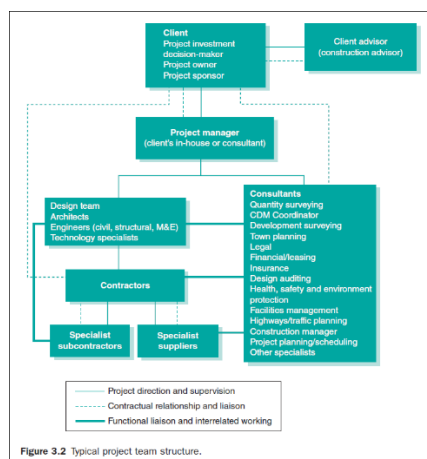 Client
Project investment
decision-maker
Project owner
Project sponsor
Client advisor
(construction advisor)
Project manager
(client's in-house or consultant)
Design team
Architects
Engineers (civil, structural, M&E)
Technology specialists
Consultants
Quantity surveying
CDM Coordinator
Development surveying
Town planning
Legal
Financial/leasing
Insurance
Design auditing
Health, safety and environment
protection
Facilities management
Highways/traffic planning
Construction manager
Project planning/scheduling
Other specialists
Contractors
Specialist
subcontractors
Specialist
suppliers
Project direction and supervision
Contractual relationship and liaison
Functional liaison and interrelated working
Figure 3.2 Typical project team structure.